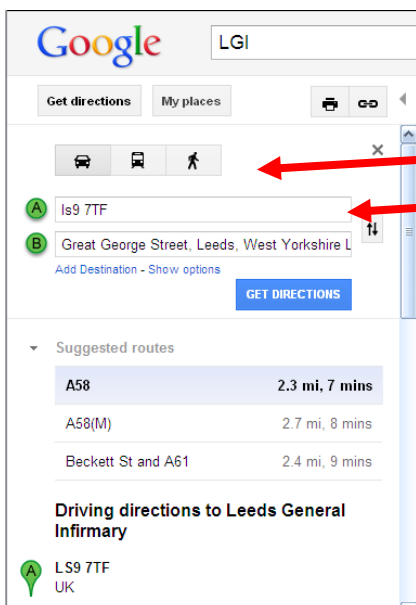 Google LGI
Get directions My places
A ls9 7TF
B Great George Street, Leeds, West Yorkshire L
Add Destination - Show options
GET DIRECTIONS
Suggested routes
A58 2.3 mi, 7 mins
A58(M) 2.7 mi, 8 mins
Beckett St and A61 2.4 mi, 9 mins
Driving directions to Leeds General
Infirmary
A LS9 7TF
UK